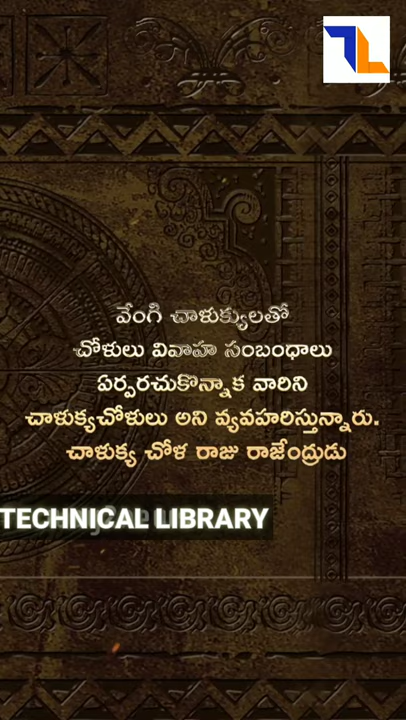 వేంగి చాళుక్యులతో
చోళులు వివాహ సంబంధాలు
ఏర్పరచుకొన్నాక వారిని
చాళుక్యచోళులు అని వ్యవహరిస్తున్నారు.
చాళుక్య చోళ రాజు రాజేంద్రుడు
TECHNICAL LIBRARY